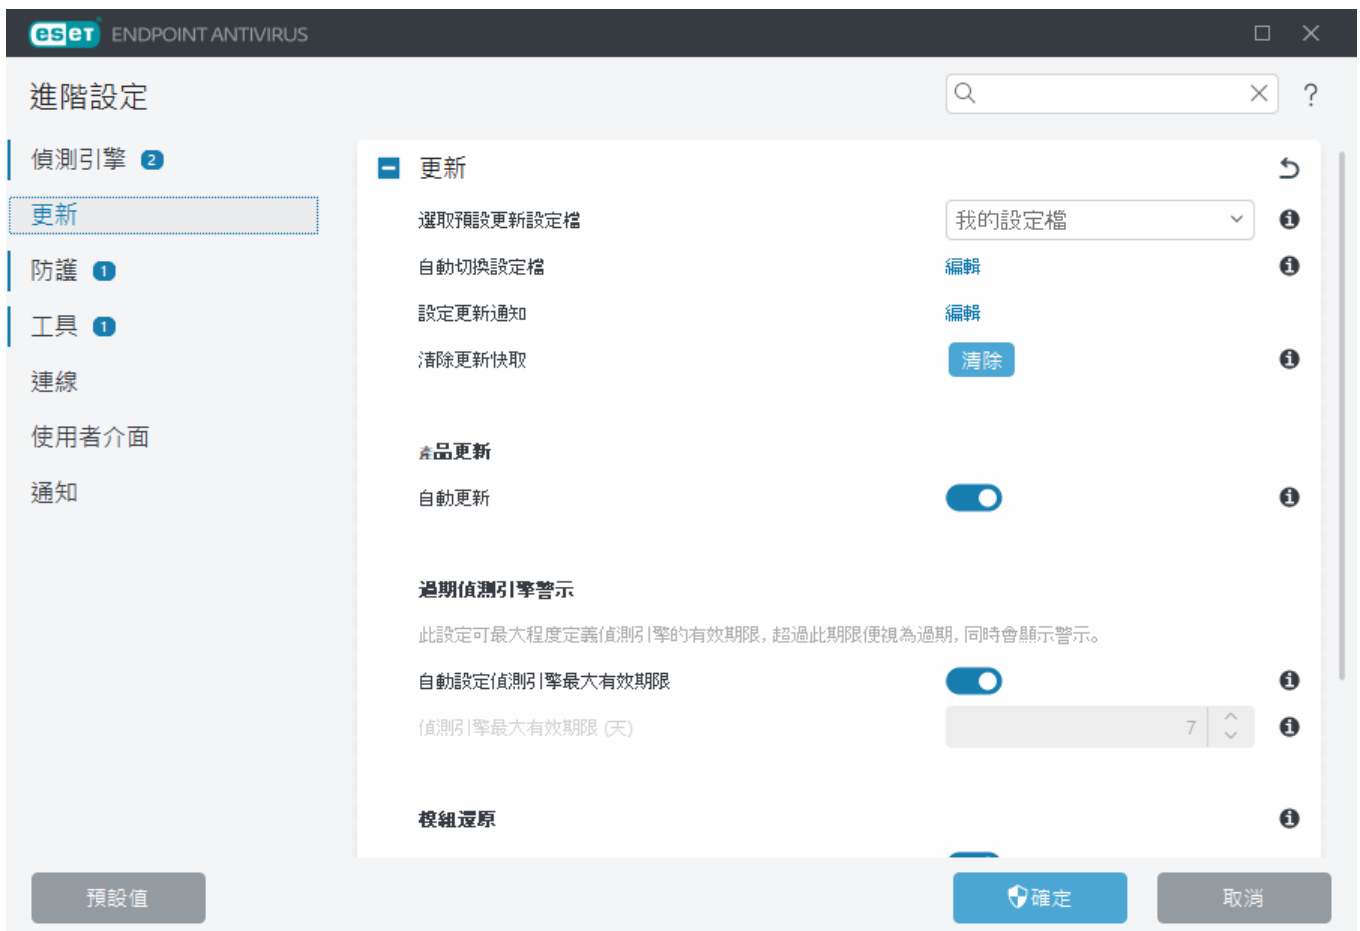 eset ENDPOINT ANTIVIRUS
進階設定
?
偵測引擎 2
更新
防護 1
工具 1
連線
使用者介面
通知
更新
選取預設更新設定檔 我的設定檔
自動切換設定檔 編輯
設定更新通知 編輯
清除更新快取 清除
產品更新
自動更新
過期偵測引擎警示
此設定可最大程度定義偵測引擎的有效期限, 超過此期限便視為過期, 同時會顯示警示。
自動設定偵測引擎最大有效期限
偵測引擎最大有效期限 (天) 7
模組還原
預設值 確定 取消